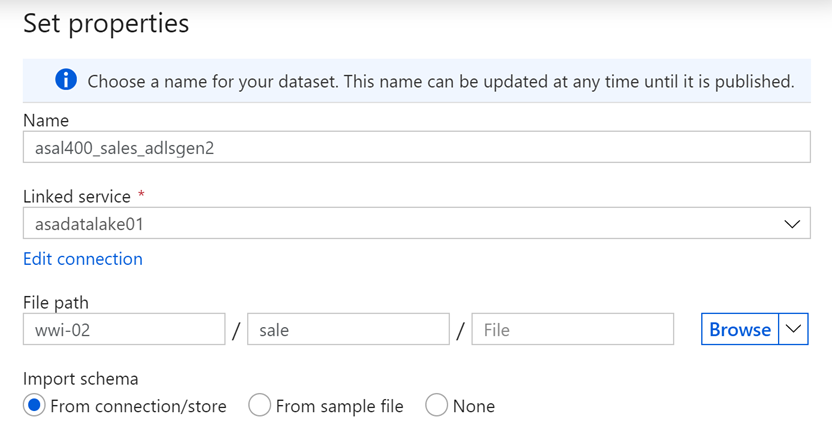 Set properties
Choose a name for your dataset. This name can be updated at any time until it is published.
Name
asal400_sales_adlsgen2
Linked service *
asadatalake01
Edit connection
File path
wwi-02 / sale / File Browse
Import schema
From connection/store From sample file None